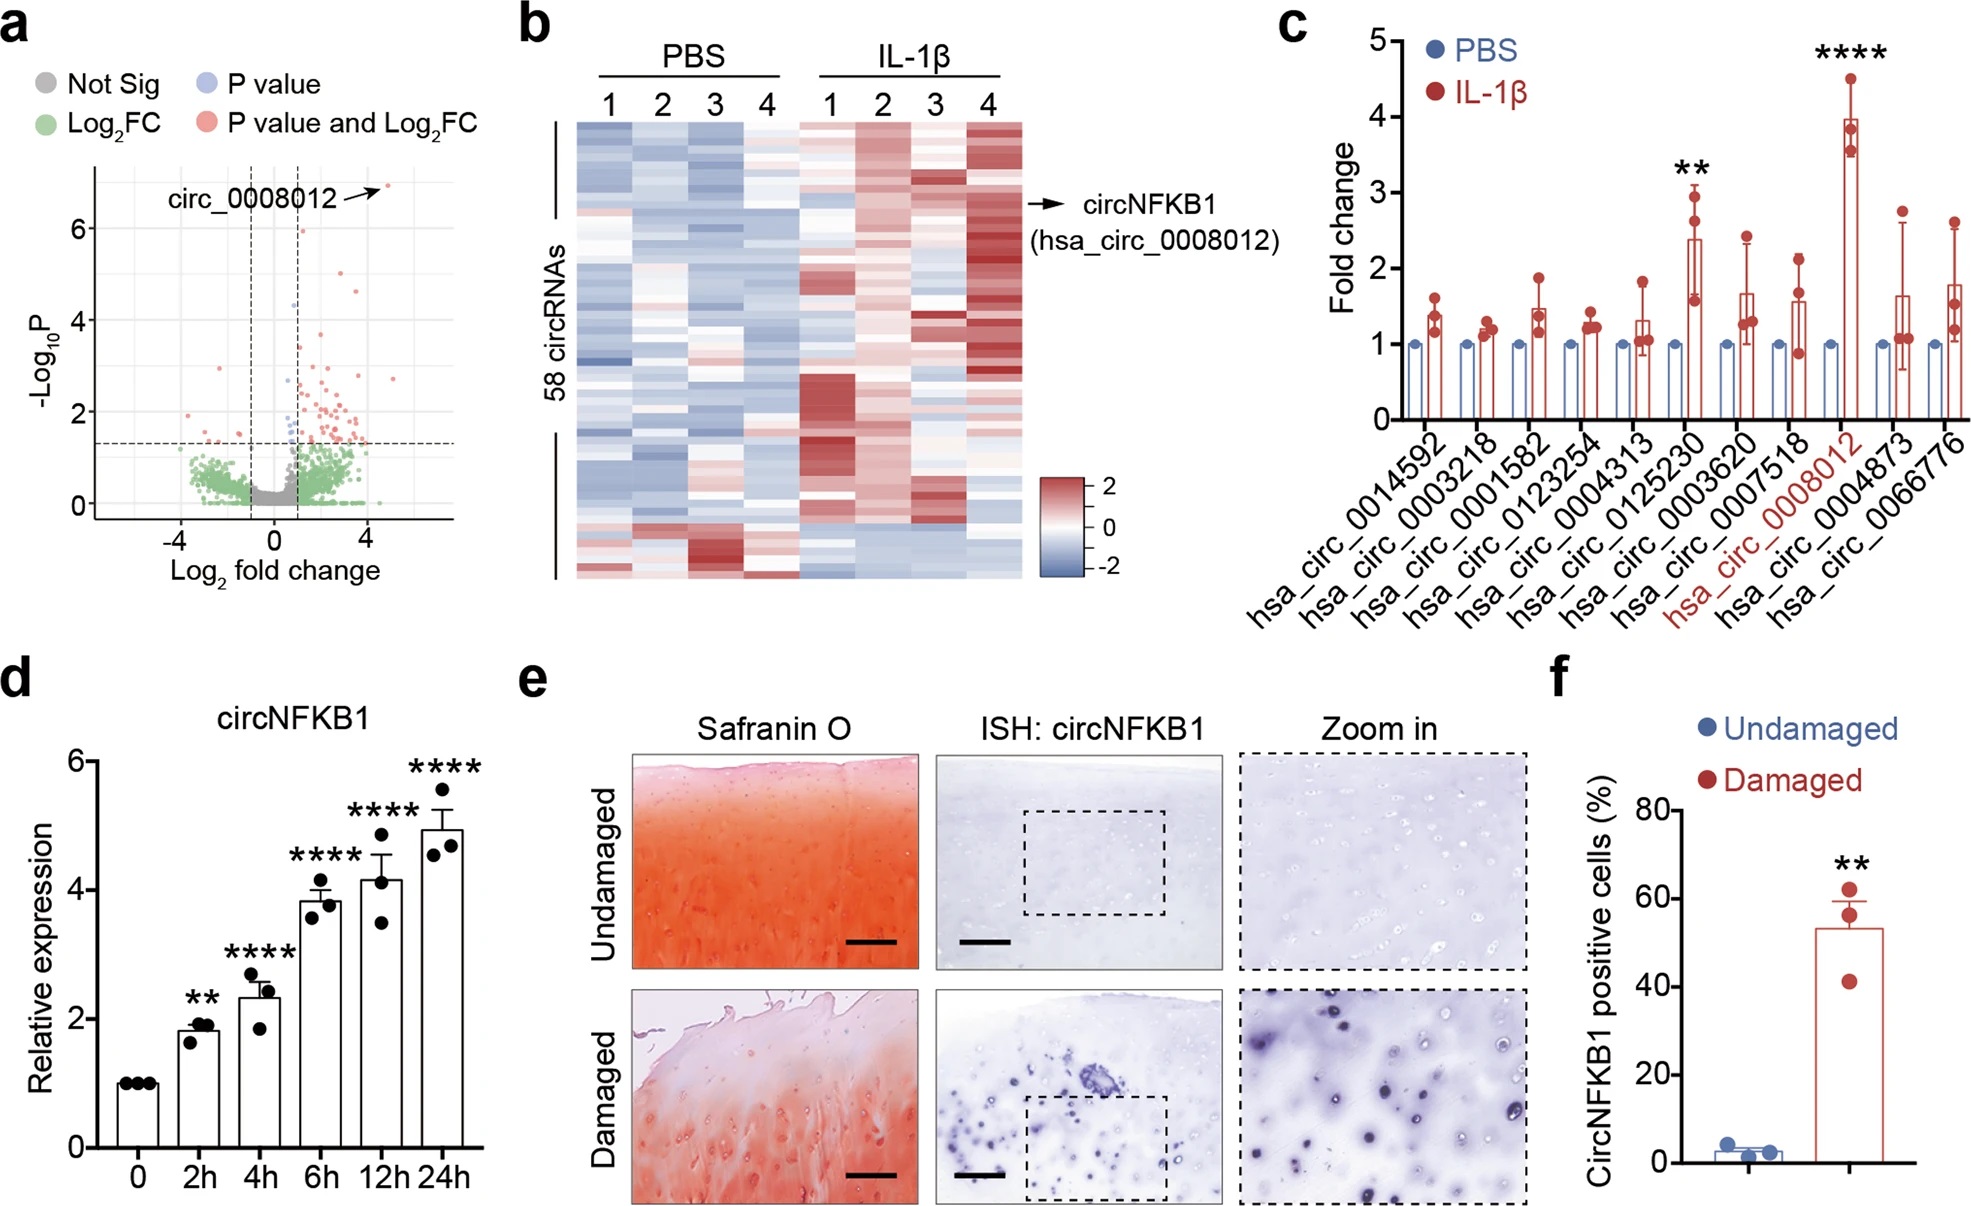 a
Not Sig
P value
Log2FC
P value and Log2FC
circ_0008012
-Log10P
6
4
2
0
-4
0
4
Log2 fold change
b
PBS
IL-1β
1 2 3 4 1 2 3 4
58 circRNAs
circNFKB1
(hsa_circ_0008012)
2
0
-2
c
PBS
IL-1β
****
**
Fold change
5
4
3
2
1
0
hsa_circ_0014592
hsa_circ_0003218
hsa_circ_0001582
hsa_circ_0123254
hsa_circ_0004313
hsa_circ_0125230
hsa_circ_0003620
hsa_circ_0007518
hsa_circ_0008012
hsa_circ_0004873
hsa_circ_0066776
d
circNFKB1
Relative expression
6
4
2
0
**
****
****
****
****
0 2h 4h 6h 12h 24h
e
Safranin O
ISH: circNFKB1
Zoom in
Undamaged
Damaged
f
Undamaged
Damaged
CircNFKB1 positive cells (%)
80
60
40
20
0
**